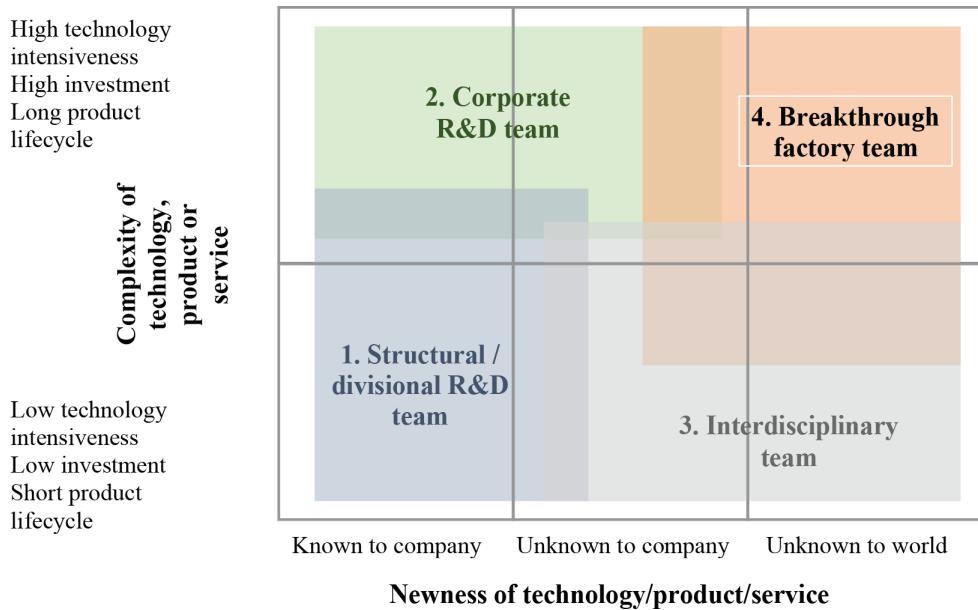 High technology
intensiveness
High investment
Long product
lifecycle
Complexity of
technology,
product or
service
Low technology
intensiveness
Low investment
Short product
lifecycle
2. Corporate
R&D team
4. Breakthrough
factory team
1. Structural /
divisional R&D
team
3. Interdisciplinary
team
Known to company
Unknown to company
Unknown to world
Newness of technology/product/service